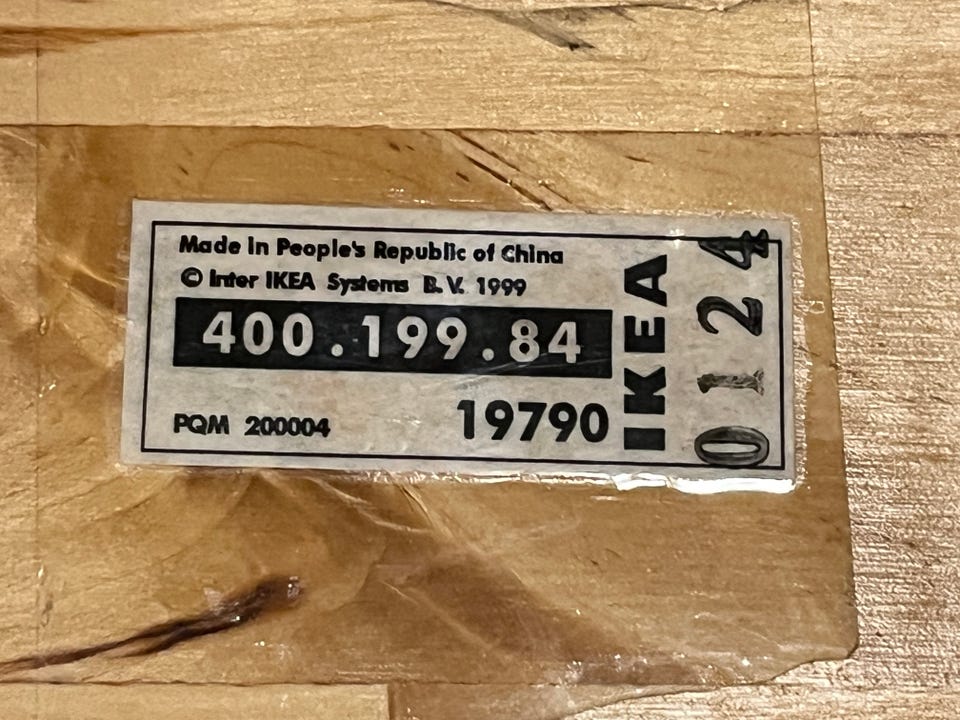 Made in People's Republic of China
© Inter IKEA Systems B.V. 1999
400.199.84
PQM 200004
19790
IKEA
0124